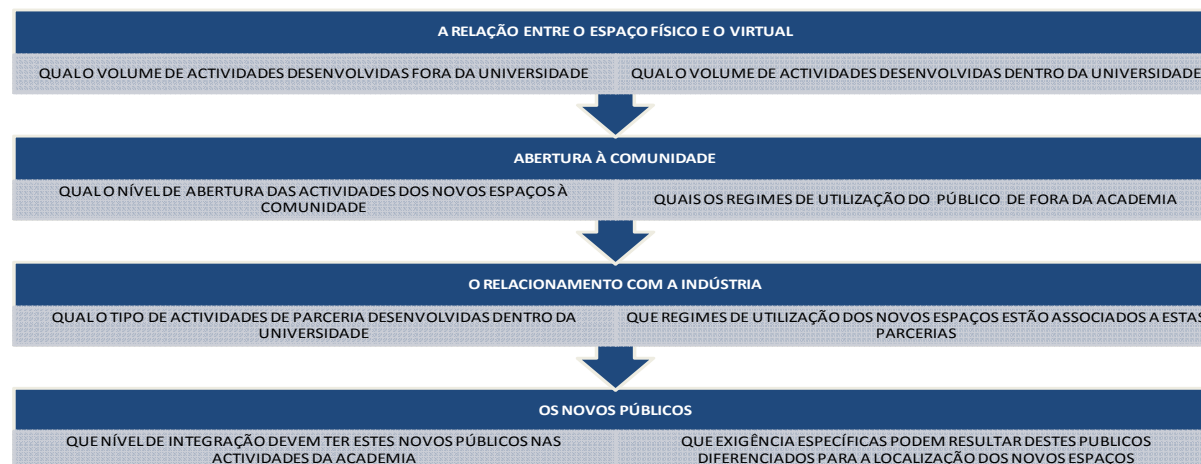 A RELAÇÃO ENTRE O ESPAÇO FÍSICO E O VIRTUAL
QUAL O VOLUME DE ACTIVIDADES DESENVOLVIDAS FORA DA UNIVERSIDADE
QUAL O VOLUME DE ACTIVIDADES DESENVOLVIDAS DENTRO DA UNIVERSIDADE
ABERTURA À COMUNIDADE
QUAL O NÍVEL DE ABERTURA DAS ACTIVIDADES DOS NOVOS ESPAÇOS À
COMUNIDADE
QUAIS OS REGIMES DE UTILIZAÇÃO DO PÚBLICO DE FORA DA ACADEMIA
O RELACIONAMENTO COM A INDÚSTRIA
QUAL O TIPO DE ACTIVIDADES DE PARCERIA DESENVOLVIDAS DENTRO DA
UNIVERSIDADE
QUE REGIMES DE UTILIZAÇÃO DOS NOVOS ESPAÇOS ESTÃO ASSOCIADOS A ESTAS
PARCERIAS
OS NOVOS PÚBLICOS
QUE NÍVEL DE INTEGRAÇÃO DEVEM TER ESTES NOVOS PÚBLICOS NAS
ACTIVIDADES DA ACADEMIA
QUE EXIGÊNCIA ESPECÍFICAS PODEM RESULTAR DESTES PUBLICOS
DIFERENCIADOS PARA A LOCALIZAÇÃO DOS NOVOS ESPAÇOS